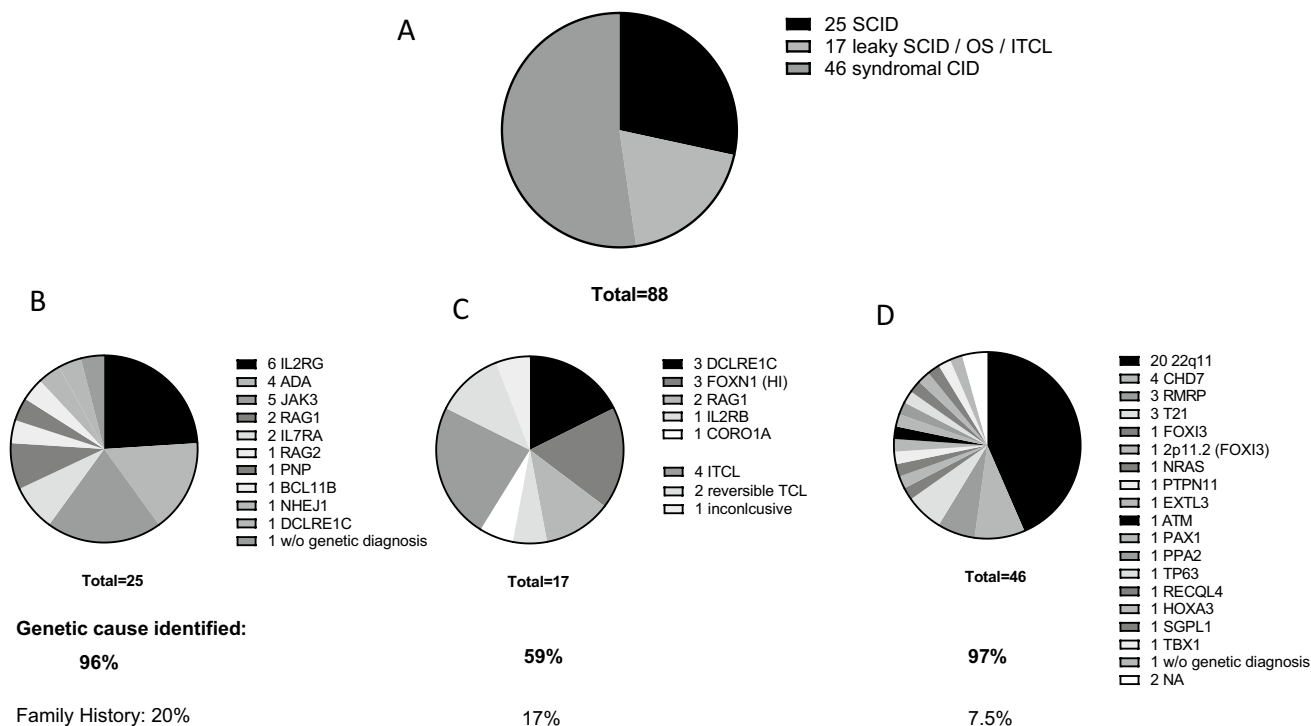 A
25 SCID
17 leaky SCID / OS / ITCL
46 syndromal CID
Total=88
B
6 IL2RG
4 ADA
5 JAK3
2 RAG1
2 IL7RA
1 RAG2
1 PNP
1 BCL11B
1 NHEJ1
1 DCLRE1C
1 w/o genetic diagnosis
Total=25
C
3 DCLRE1C
3 FOXN1 (HI)
2 RAG1
1 IL2RB
1 CORO1A
4 ITCL
2 reversible TCL
1 inconlcusive
Total=17
D
20 22q11
4 CHD7
3 RMRP
3 T21
1 FOXI3
1 2p11.2 (FOXI3)
1 NRAS
1 PTPN11
1 EXTL3
1 ATM
1 PAX1
1 PPA2
1 TP63
1 RECQL4
1 HOXA3
1 SGPL1
1 TBX1
1 w/o genetic diagnosis
2 NA
Total=46
Genetic cause identified:
96% 59% 97%
Family History: 20% 17% 7.5%